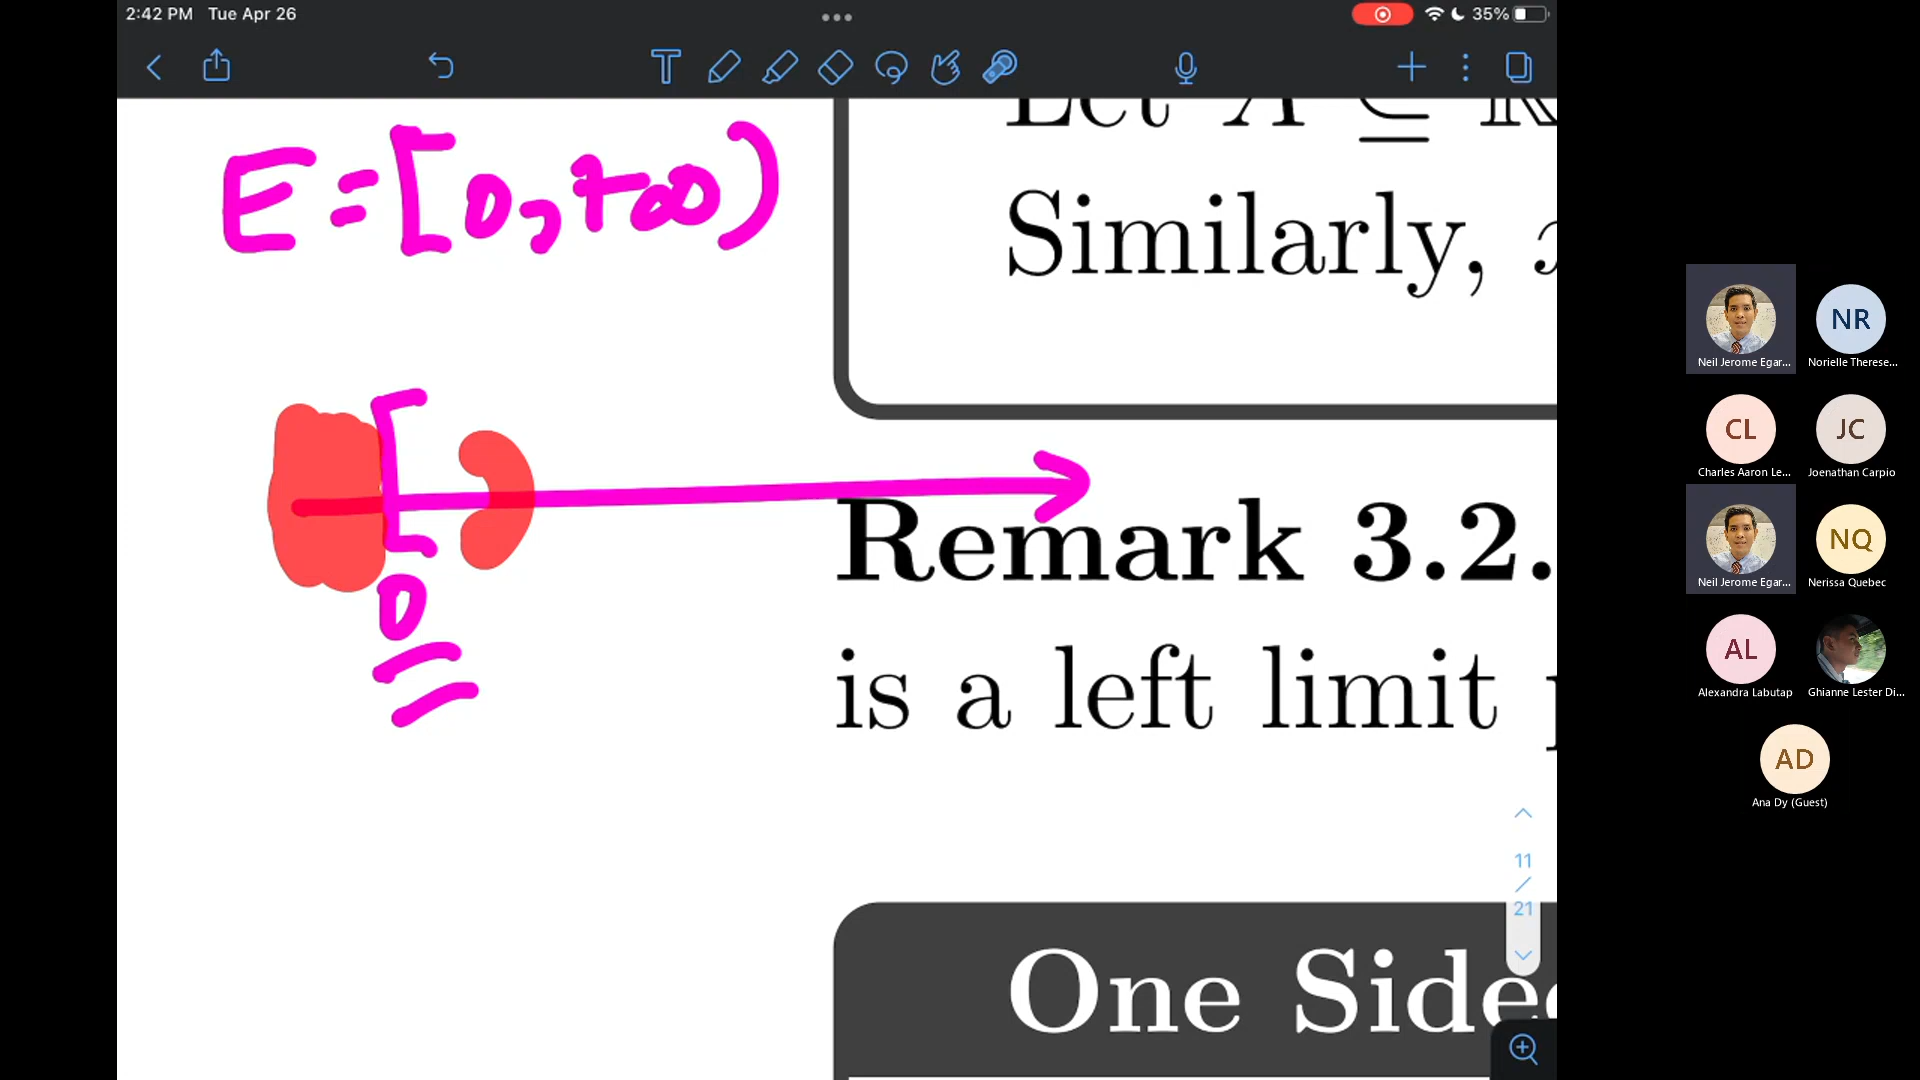 2:42 PM Tue Apr 26
35%
E = [0, +∞)
0
Let A ⊆ ℝ
Similarly,
Remark 3.2.
is a left limit
One Sided
11
/
21
Neil Jerome Egar...
NR
Norielle Therese...
CL
Charles Aaron Le...
JC
Joenathan Carpio
Neil Jerome Egar...
NQ
Nerissa Quebec
AL
Alexandra Labutap
Ghianne Lester Di...
AD
Ana Dy (Guest)